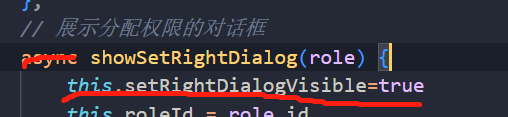 },
// 展示分配权限的对话框
async showSetRightDialog(role) {
this.setRightDialogVisible=true
this.roleId = role.id